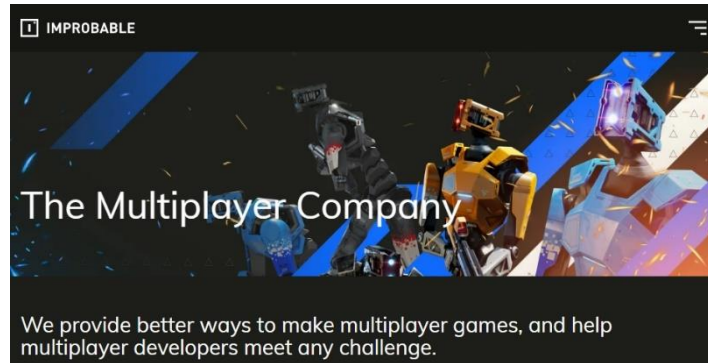 IMPROBABLE
The Multiplayer Company
We provide better ways to make multiplayer games, and help
multiplayer developers meet any challenge.